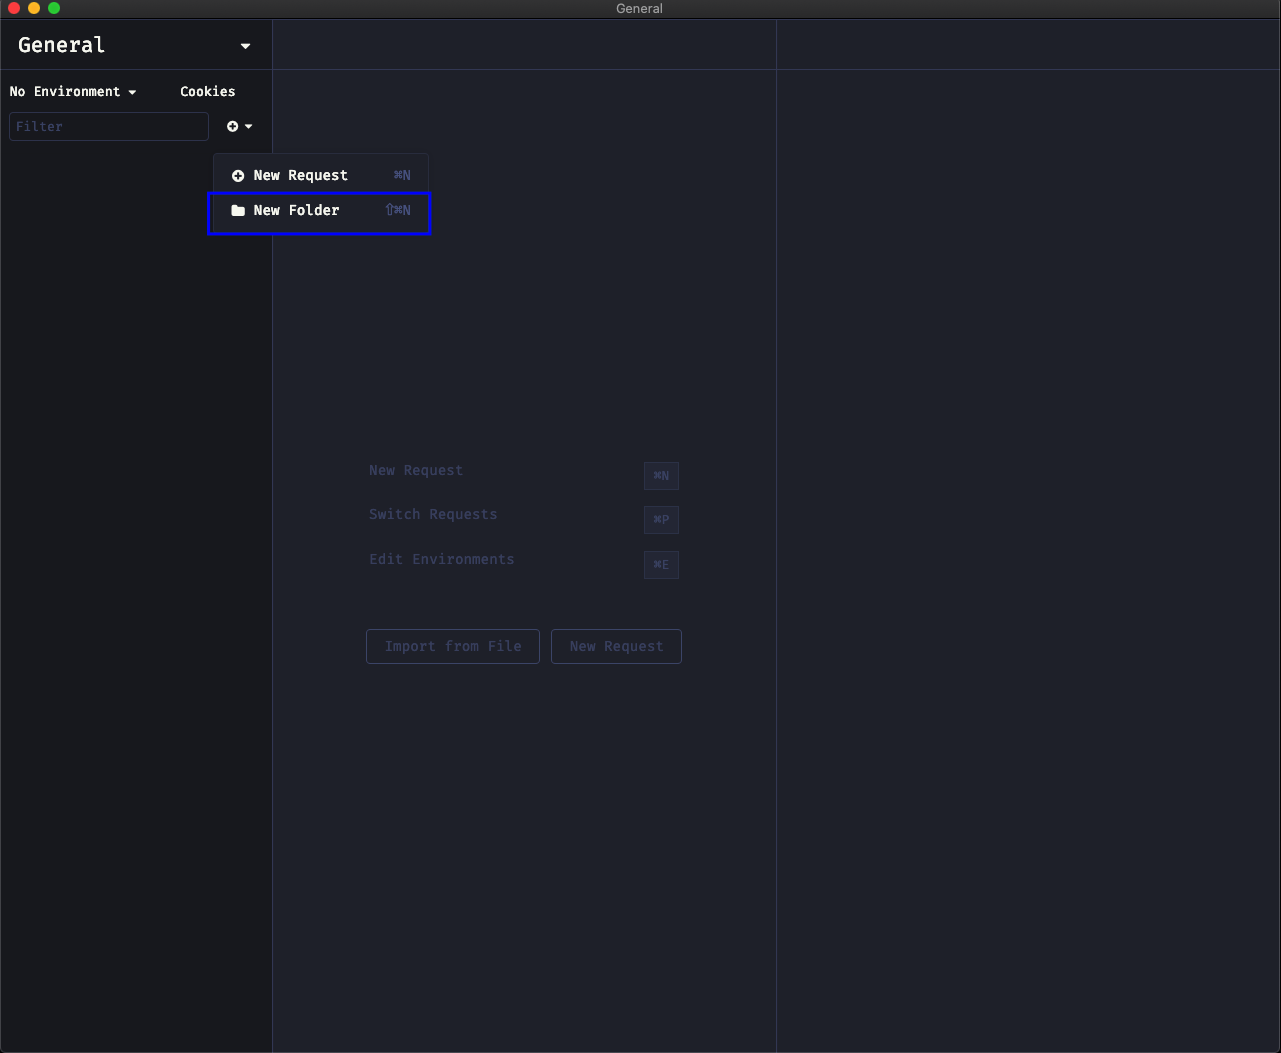 General
General
No Environment Cookies
Filter
New Request ⌘N
New Folder ⇧⌘N
New Request ⌘N
Switch Requests ⌘P
Edit Environments ⌘E
Import from File New Request